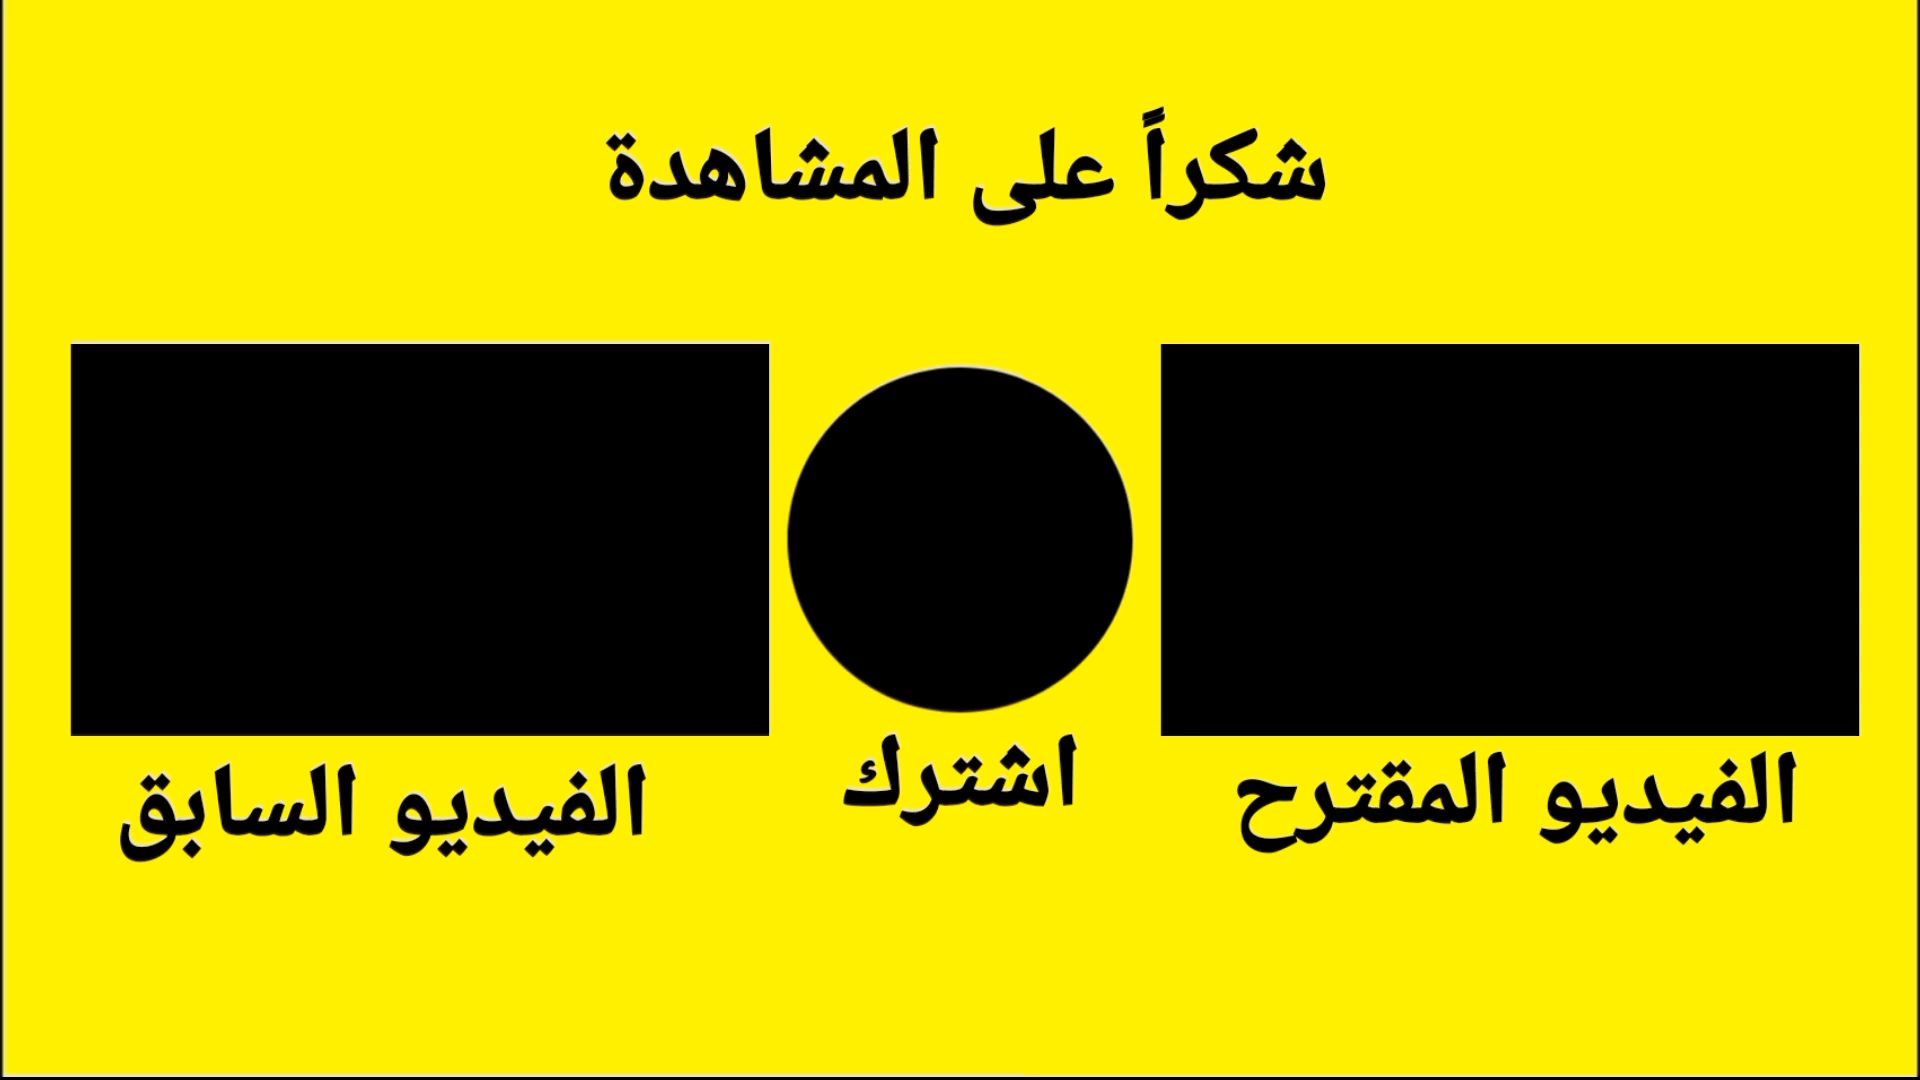 شكراً على المشاهدة
الفيديو المقترح
اشترك
الفيديو السابق